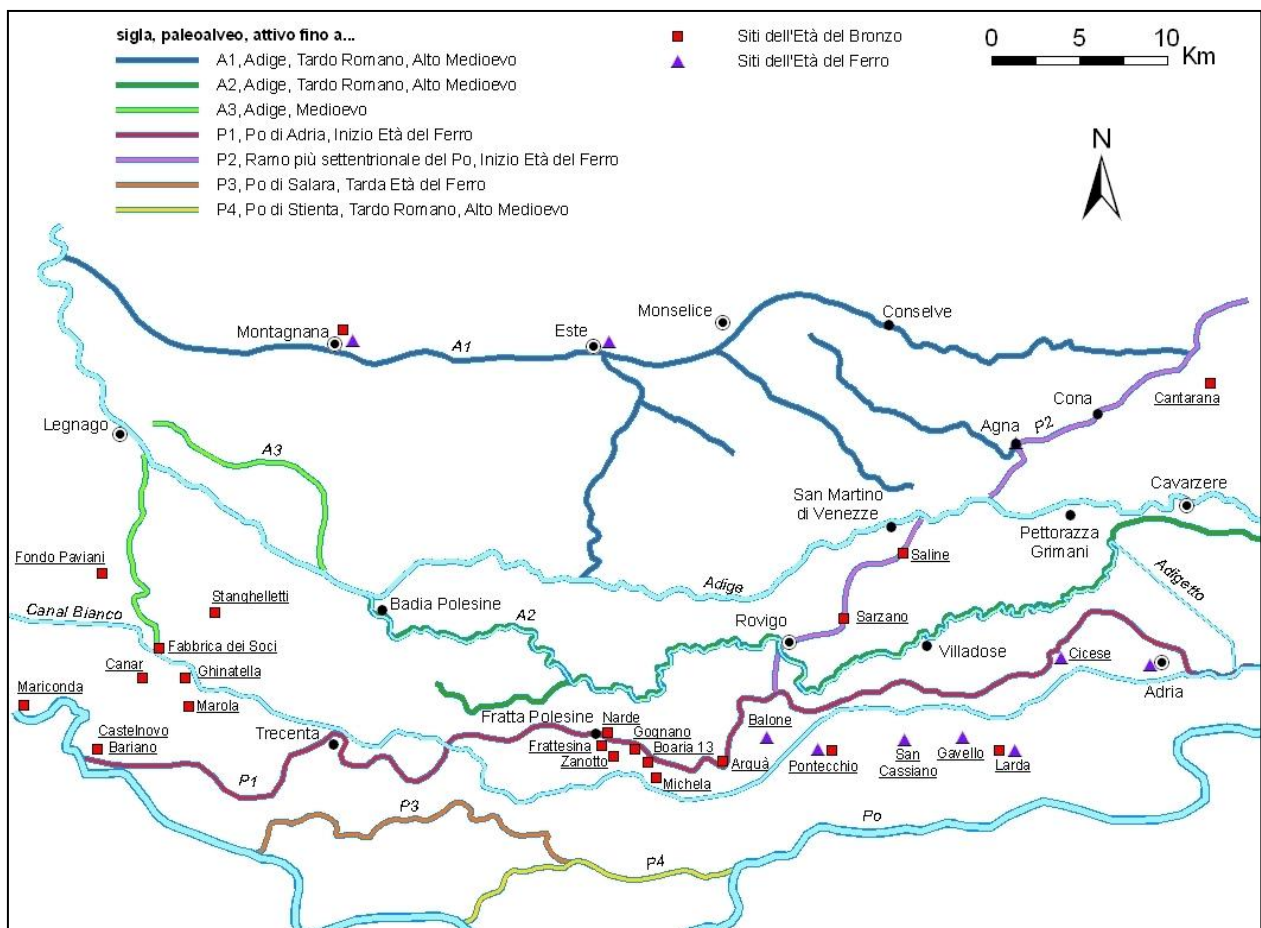 sigla, paleoalveo, attivo fino a...
A1, Adige, Tardo Romano, Alto Medioevo
A2, Adige, Tardo Romano, Alto Medioevo
A3, Adige, Medioevo
P1, Po di Adria, Inizio Età del Ferro
P2, Ramo più settentrionale del Po, Inizio Età del Ferro
P3, Po di Salara, Tarda Età del Ferro
P4, Po di Stienta, Tardo Romano, Alto Medioevo
Siti dell'Età del Bronzo
Siti dell'Età del Ferro
0 5 10
Km
N
Monselice
Conselve
Montagnana
Este
A1
Cantarana
Cona
P2
Agna
Legnago
A3
Cavarzere
San Martino
di Venezze
Pettorazza
Grimani
Saline
Fondo Paviani
Adige
Adigetto
Stanghelletti
Canal Bianco
Badia Polesine
A2
Rovigo
Sarzano
Villadose
Fabbrica dei Soci
Cicese
Canar
Ghinatella
Adria
Mariconda
Marola
Fratta Polesine
Narde
Balone
Castelnovo
Bariano
Trecenta
Gognano
Frattesina
Boaria 13
Zanotto
Arquà
Pontecchio
San
Cassiano
Gavello
Larda
P1
Michela
P3
Po
P4